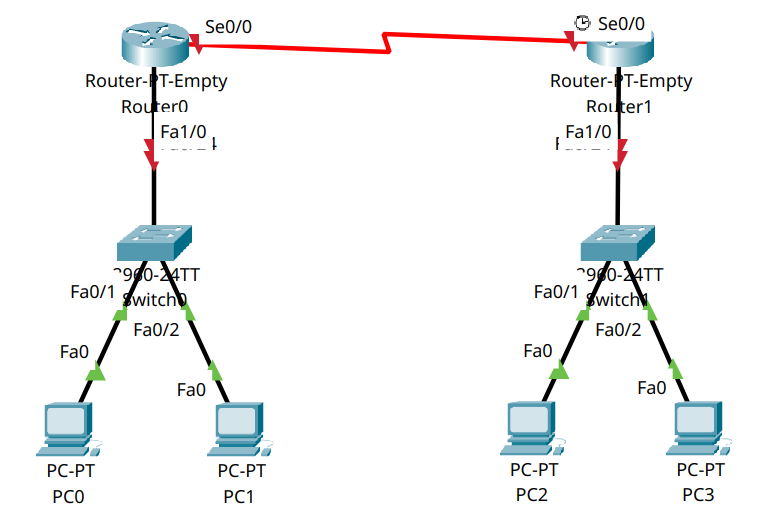 Se0/0
Se0/0
Router-PT-Empty
Router0
Router-PT-Empty
Router1
Fa1/0
Fa1/0
2960-24TT
Switch0
2960-24TT
Switch1
Fa0/1
Fa0/2
Fa0/1
Fa0/2
Fa0
Fa0
Fa0
Fa0
PC-PT
PC0
PC-PT
PC1
PC-PT
PC2
PC-PT
PC3